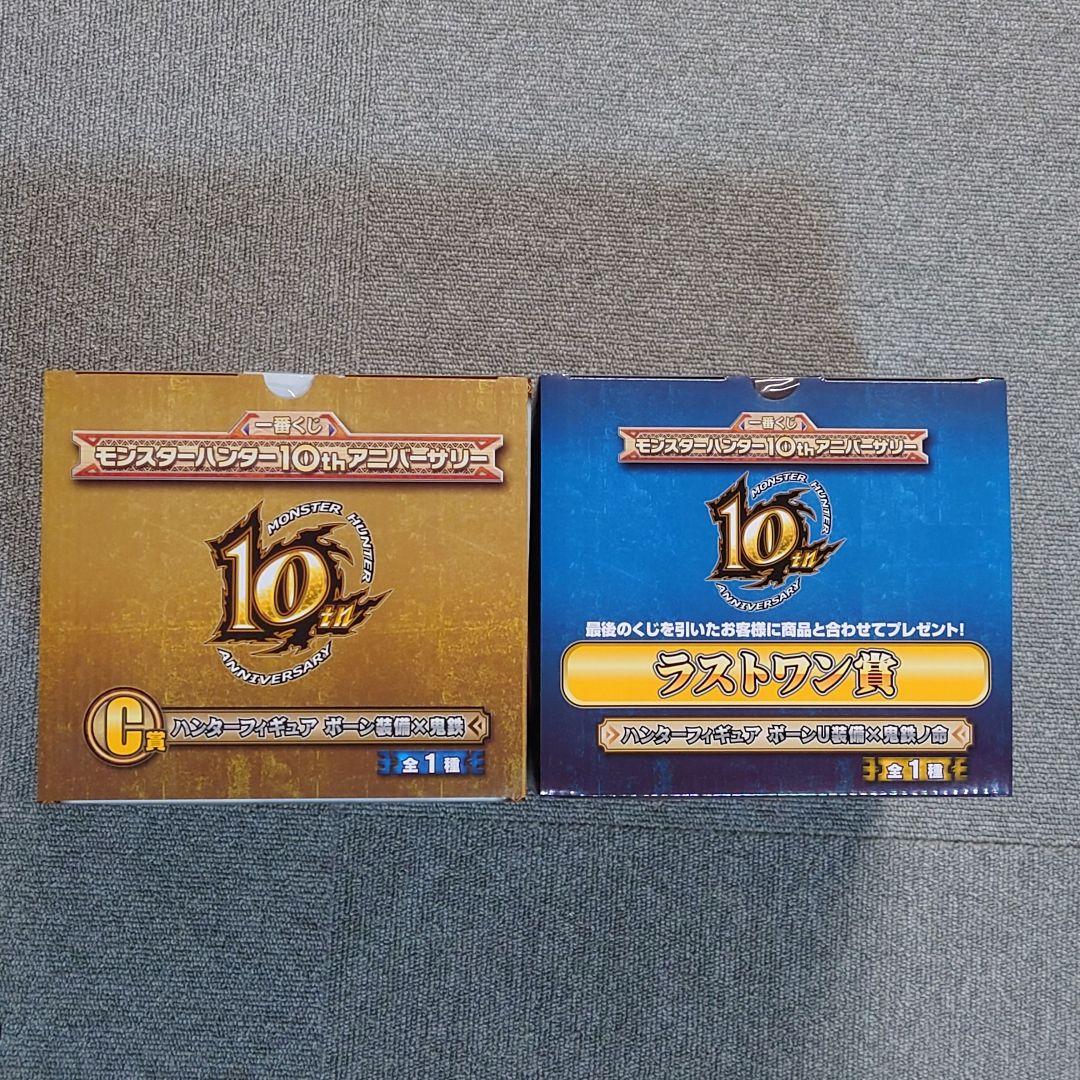 一番くじ
モンスターハンター10thアニバーサリー
MONSTER HUNTER
10th
ANNIVERSARY
C賞
ハンターフィギュア ボーン装備×鬼鉄
全1種
一番くじ
モンスターハンター10thアニバーサリー
MONSTER HUNTER
10th
ANNIVERSARY
最後のくじを引いたお客様に商品と合わせてプレゼント!
ラストワン賞
ハンターフィギュア ボーンU装備×鬼鉄ノ命
全1種